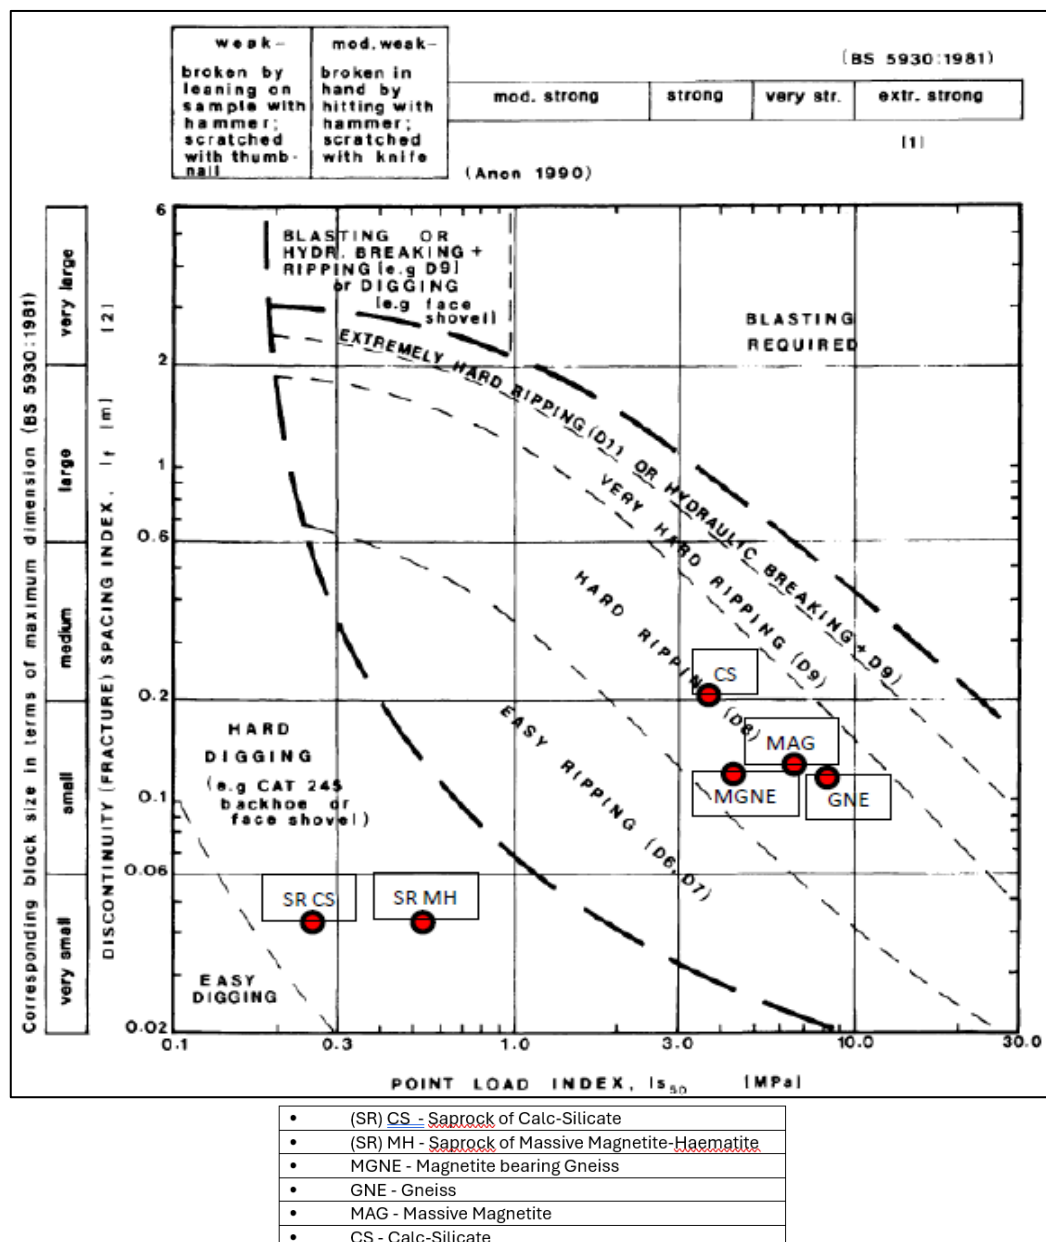 weak-
broken by
leaning on
sample with
hammer;
scratched
with thumb-
nail
mod.weak-
broken in
hand by
hitting with
hammer;
scratched
with knife
(BS 5930:1981)
mod. strong
strong
very str.
extr. strong
[1]
(Anon 1990)
Corresponding block size in terms of maximum dimension (BS 5930:1981)
very large
large
medium
small
very small
DISCONTINUITY (FRACTURE) SPACING INDEX, If [m] [2]
6
2
1
0.6
0.2
0.1
0.06
0.02
BLASTING OR
HYDR. BREAKING +
RIPPING [e.g D9]
or DIGGING
[e.g face
shovel]
BLASTING
REQUIRED
EXTREMELY HARD RIPPING (D11) OR HYDRAULIC BREAKING + D9)
VERY HARD RIPPING (D9)
HARD RIPPING (D8)
EASY RIPPING (D6, D7)
CS
MAG
MGNE
GNE
HARD
DIGGING
(e.g CAT 245
backhoe or
face shovel)
SR CS
SR MH
EASY
DIGGING
0.1
0.3
1.0
3.0
10.0
30.0
POINT LOAD INDEX, Is50 [MPa]
• (SR) CS - Saprock of Calc-Silicate
• (SR) MH - Saprock of Massive Magnetite-Haematite
• MGNE - Magnetite bearing Gneiss
• GNE - Gneiss
• MAG - Massive Magnetite
• CS - Calc-Silicate